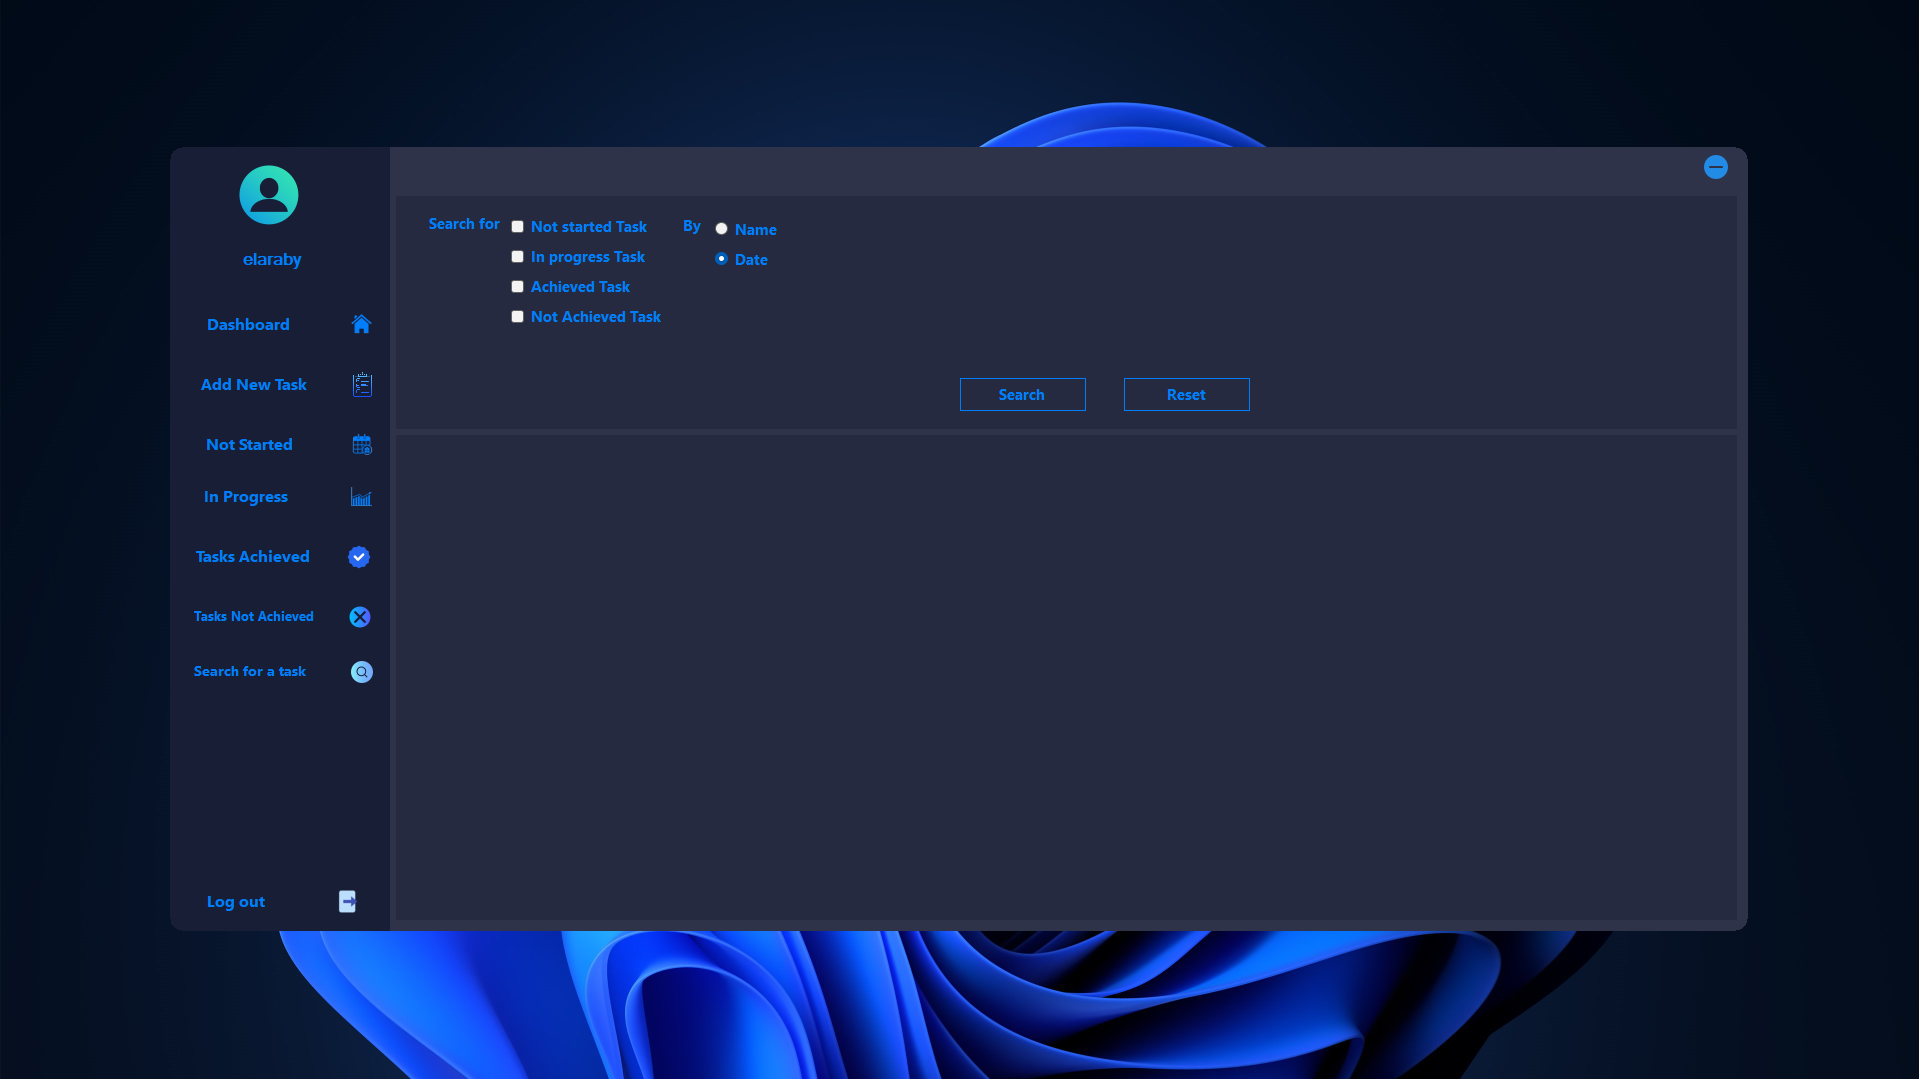 elaraby
Dashboard
Add New Task
Not Started
In Progress
Tasks Achieved
Tasks Not Achieved
Search for a task
Log out
Search for
Not started Task
In progress Task
Achieved Task
Not Achieved Task
By
Name
Date
Search
Reset